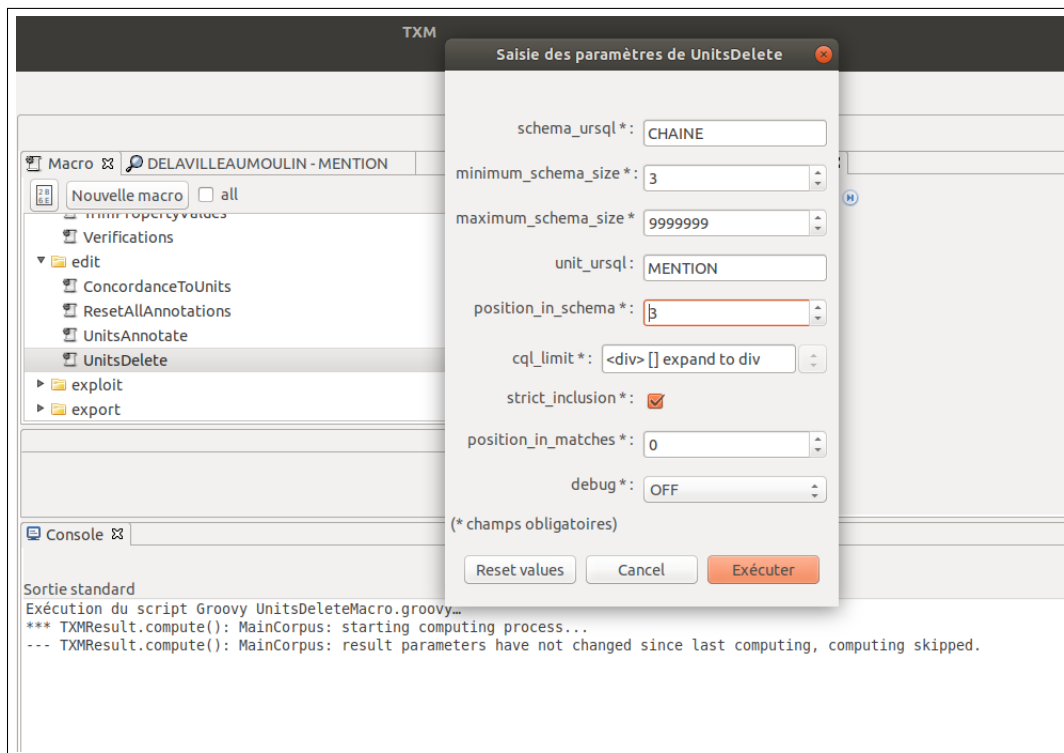 TXM
Saisie des paramètres de UnitsDelete
schema_ursql * : CHAINE
minimum_schema_size * : 3
maximum_schema_size * 9999999
unit_ursql : MENTION
position_in_schema * : 3
cql_limit * : <div> [] expand to div
strict_inclusion * :
position_in_matches * : 0
debug * : OFF
(* champs obligatoires)
Reset values Cancel Exécuter
Macro DELAVILLEAUMOULIN - MENTION
Nouvelle macro all
TrimPropertyValues
Verifications
edit
ConcordanceToUnits
ResetAllAnnotations
UnitsAnnotate
UnitsDelete
exploit
export
Console
Sortie standard
Exécution du script Groovy UnitsDeleteMacro.groovy…
*** TXMResult.compute(): MainCorpus: starting computing process...
--- TXMResult.compute(): MainCorpus: result parameters have not changed since last computing, computing skipped.